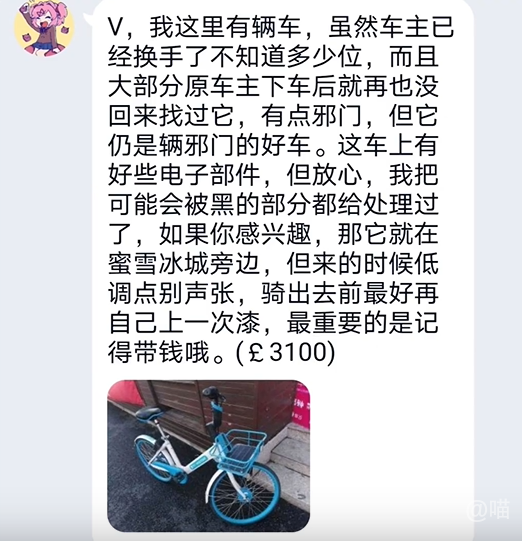 V，我这里有辆车，虽然车主已
经换手了不知道多少位，而且
大部分原车主下车后就再也没
回来找过它，有点邪门，但它
仍是辆邪门的好车。这车上有
好些电子部件，但放心，我把
可能会被黑的部分都给处理过
了，如果你感兴趣，那它就在
蜜雪冰城旁边，但来的时候低
调点别声张，骑出去前最好再
自己上一次漆，最重要的是记
得带钱哦。(￡3100)
@喵